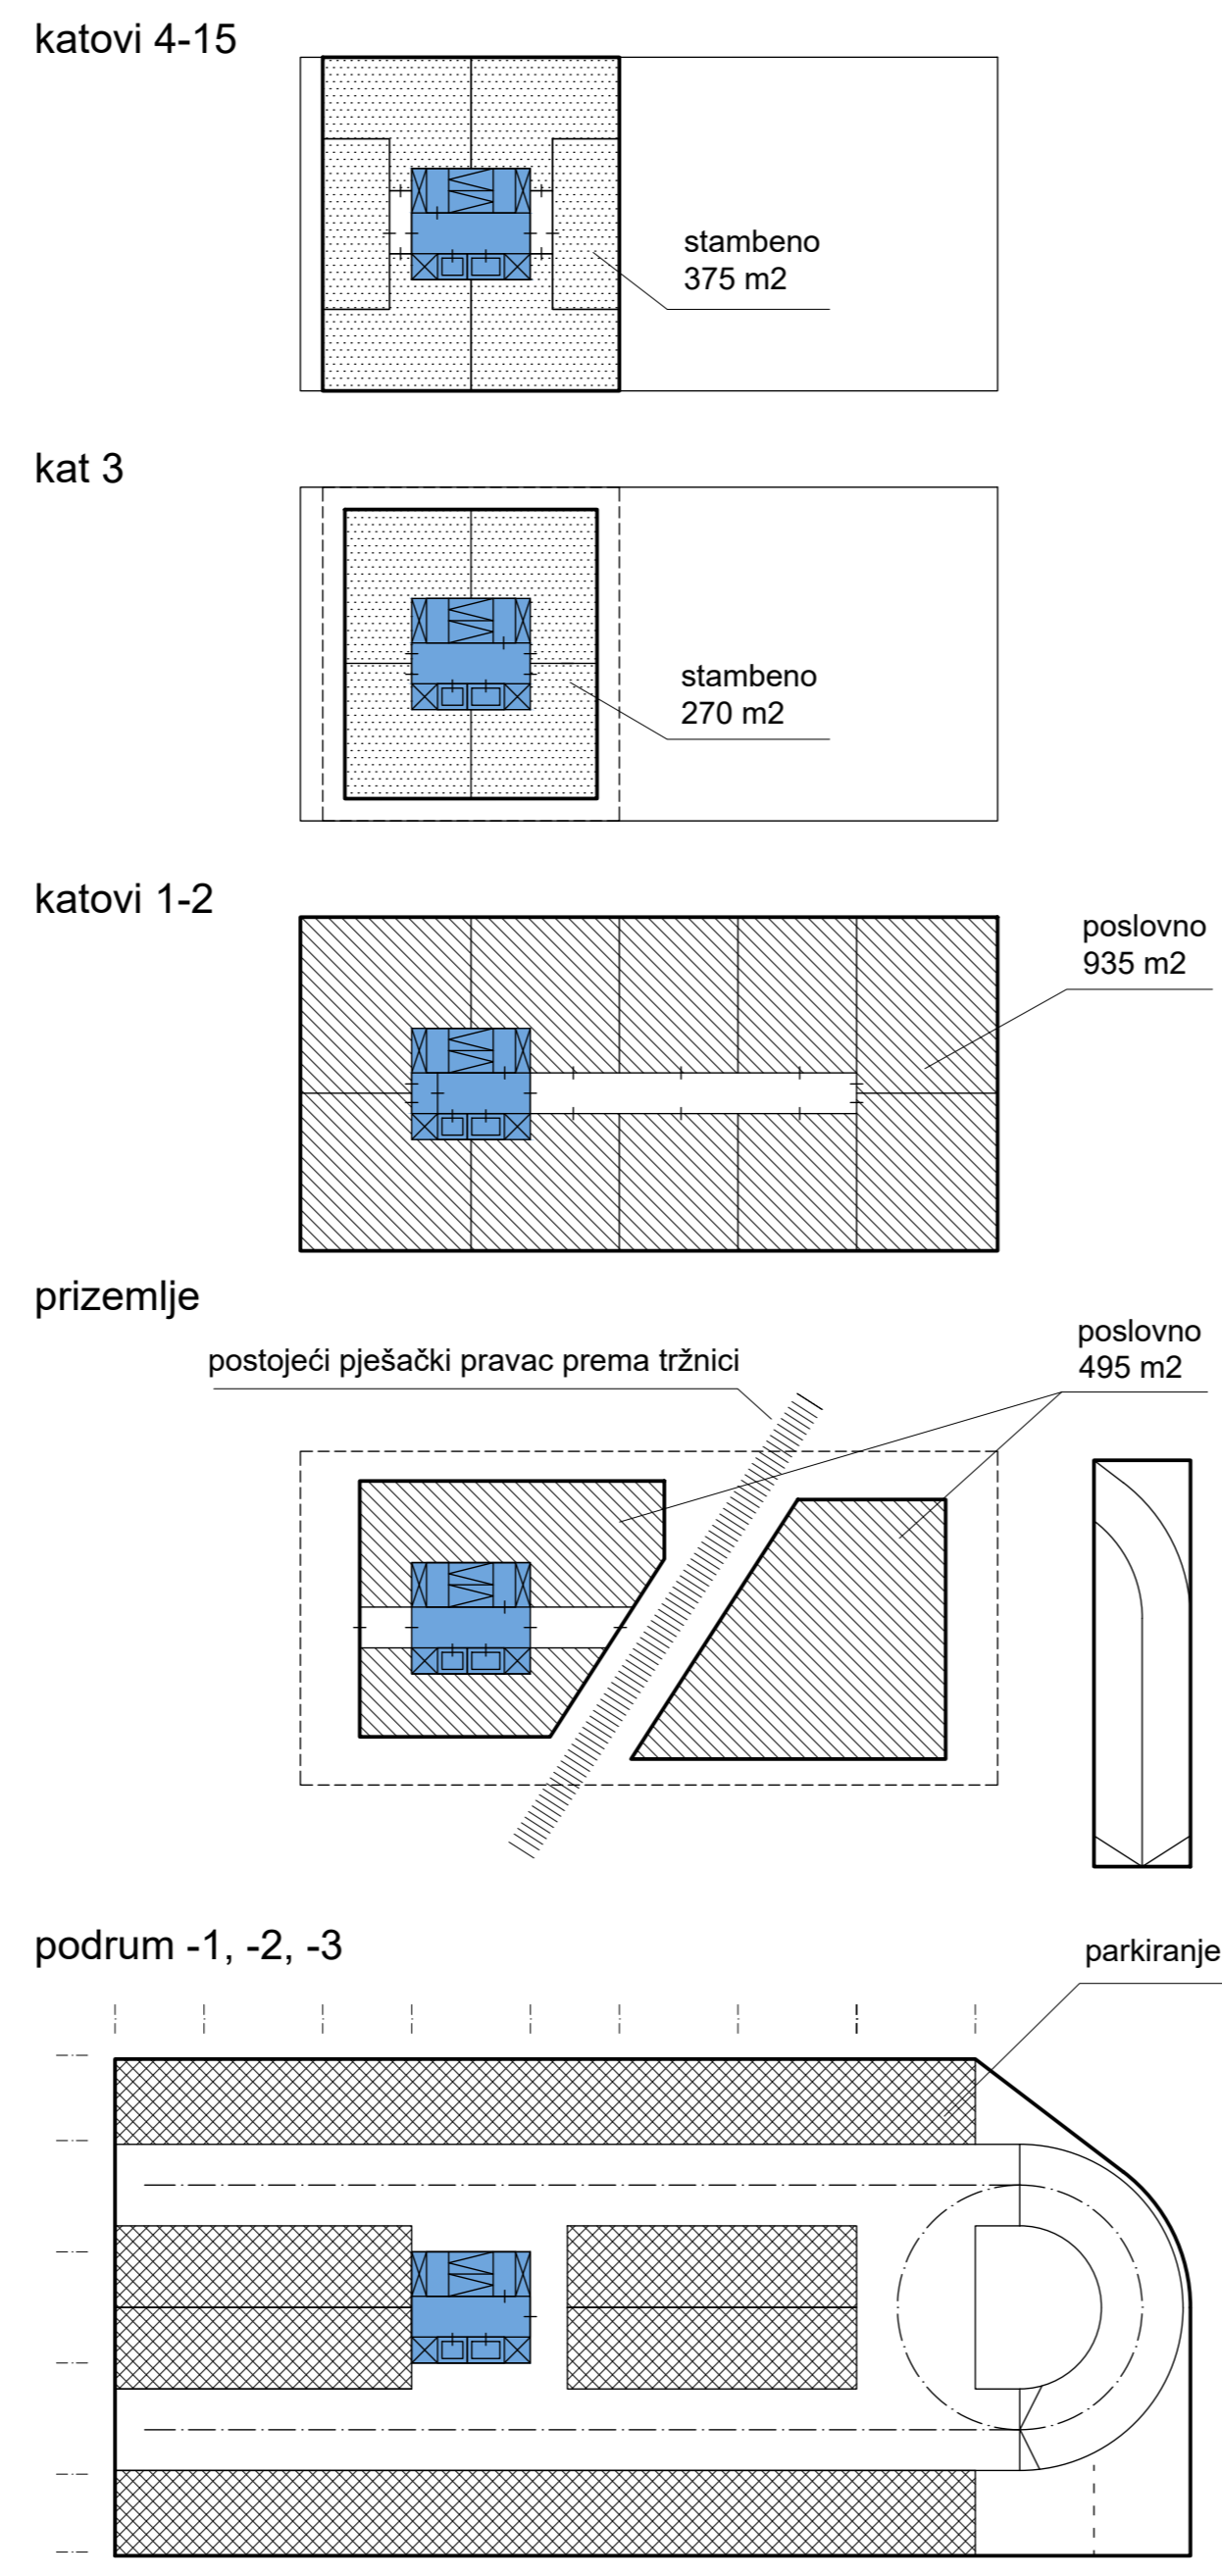 katovi 4-15
stambeno
375 m2
kat 3
stambeno
270 m2
katovi 1-2
poslovno
935 m2
prizemlje
poslovno
495 m2
postojeći pješački pravac prema tržnici
podrum -1, -2, -3
parkiranje